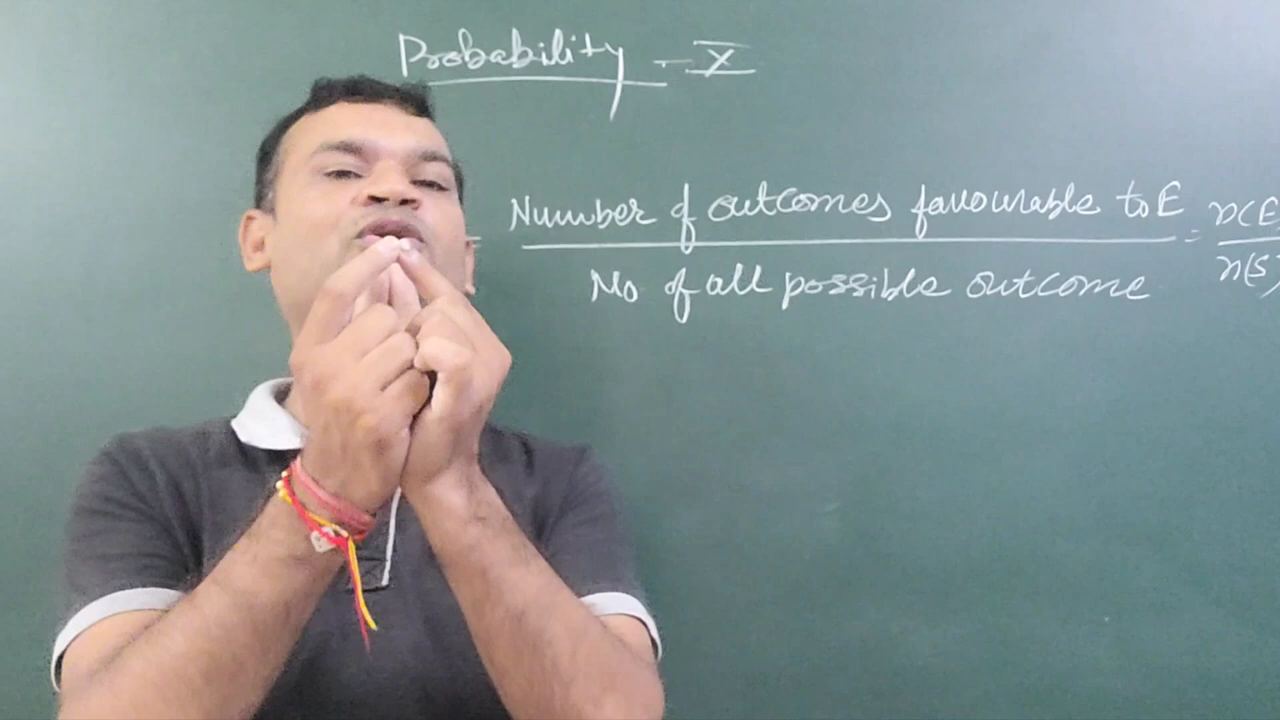 Probability - X
= Number of outcomes favourable to E / No of all possible outcome = n(E / n(S)